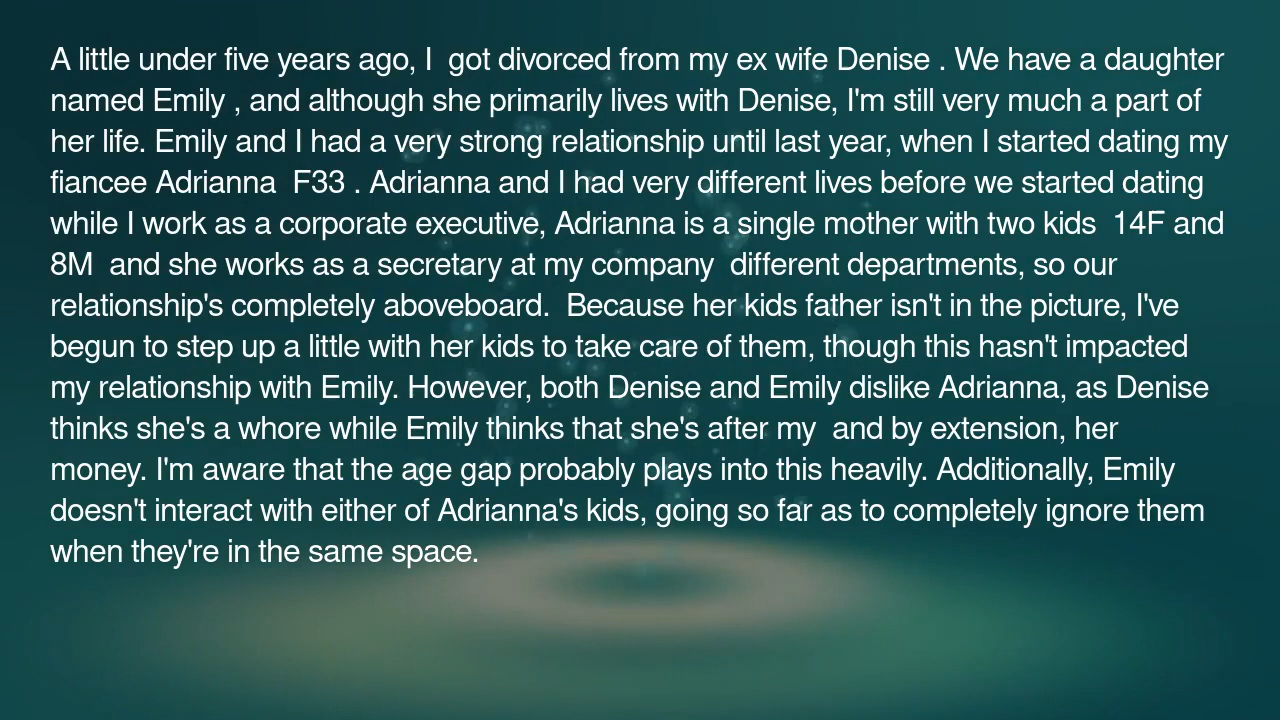 A little under five years ago, I  got divorced from my ex wife Denise . We have a daughter
named Emily , and although she primarily lives with Denise, I'm still very much a part of
her life. Emily and I had a very strong relationship until last year, when I started dating my
fiancee Adrianna  F33 . Adrianna and I had very different lives before we started dating
while I work as a corporate executive, Adrianna is a single mother with two kids  14F and
8M  and she works as a secretary at my company  different departments, so our
relationship's completely aboveboard.  Because her kids father isn't in the picture, I've
begun to step up a little with her kids to take care of them, though this hasn't impacted
my relationship with Emily. However, both Denise and Emily dislike Adrianna, as Denise
thinks she's a whore while Emily thinks that she's after my  and by extension, her
money. I'm aware that the age gap probably plays into this heavily. Additionally, Emily
doesn't interact with either of Adrianna's kids, going so far as to completely ignore them
when they're in the same space.